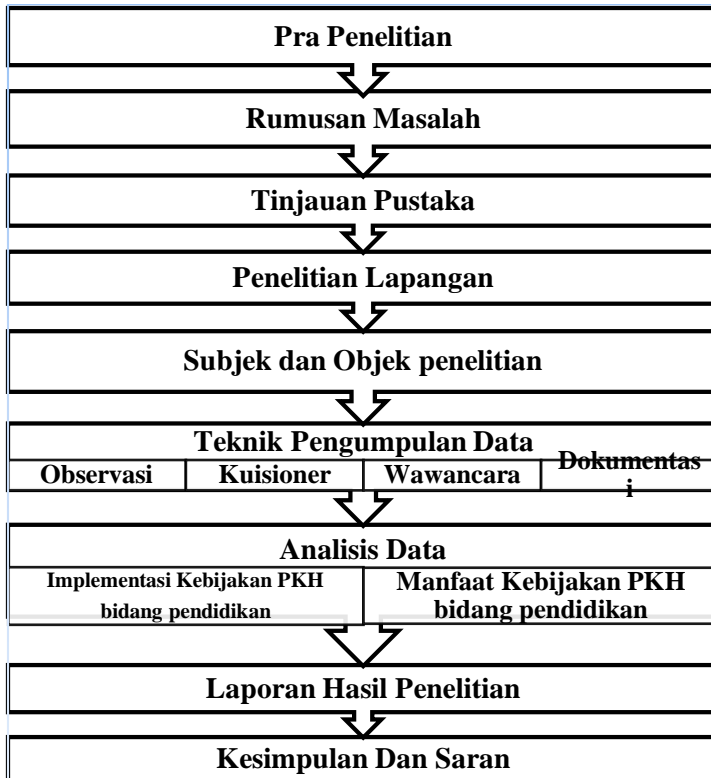 Pra Penelitian
Rumusan Masalah
Tinjauan Pustaka
Penelitian Lapangan
Subjek dan Objek penelitian
Teknik Pengumpulan Data
Observasi
Kuisioner
Wawancara
Dokumentas
i
Analisis Data
Implementasi Kebijakan PKH
bidang pendidikan
Manfaat Kebijakan PKH
bidang pendidikan
Laporan Hasil Penelitian
Kesimpulan Dan Saran